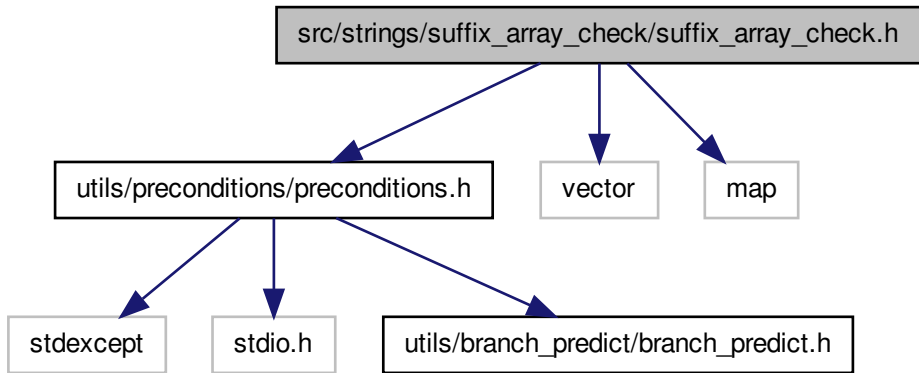 src/strings/suffix_array_check/suffix_array_check.h
utils/preconditions/preconditions.h
vector
map
stdexcept
stdio.h
utils/branch_predict/branch_predict.h